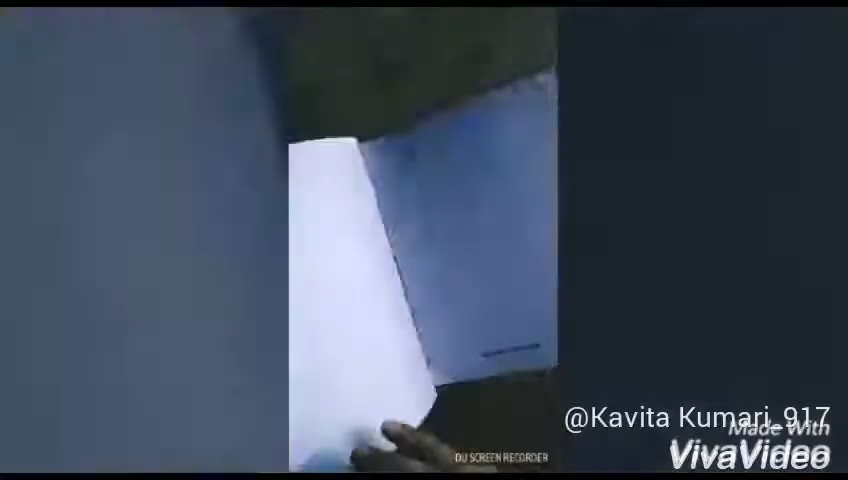 @Kavita Kumari_917
Made With
VivaVideo
DU SCREEN RECORDER